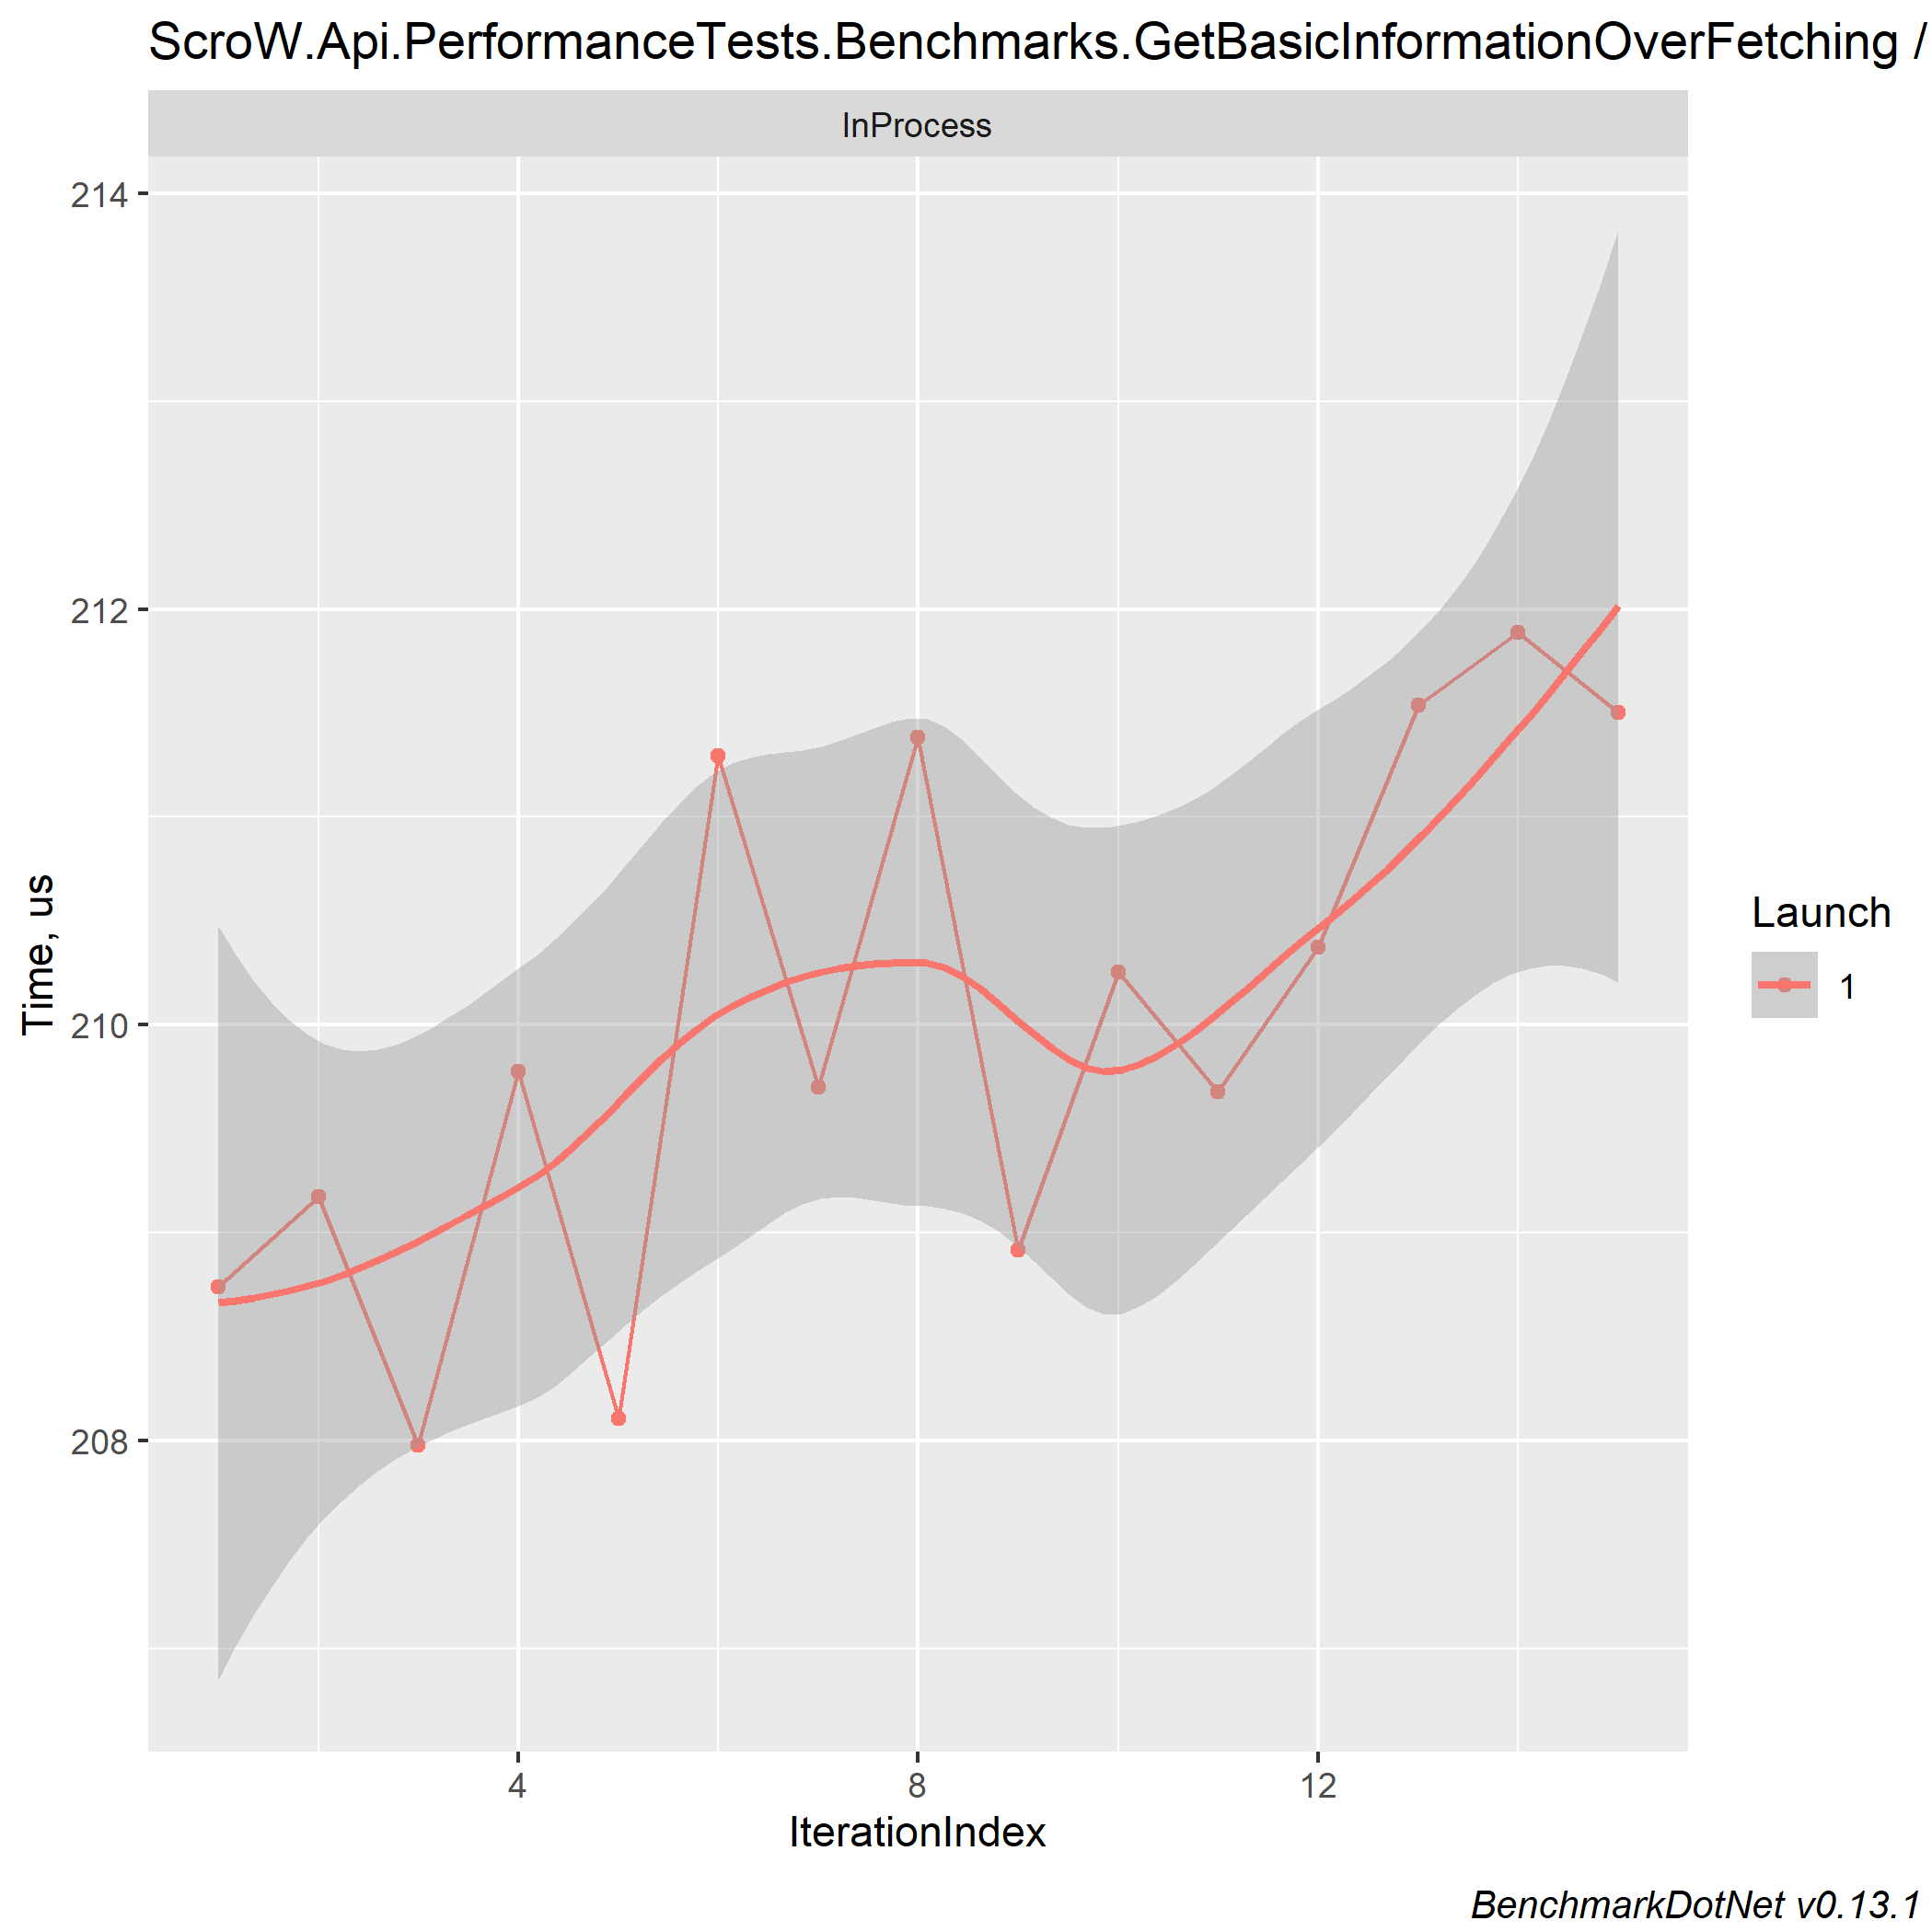 ScroW.Api.PerformanceTests.Benchmarks.GetBasicInformationOverFetching /
InProcess
214
212
210
208
Time, us
4 8 12
IterationIndex
Launch
1
BenchmarkDotNet v0.13.1